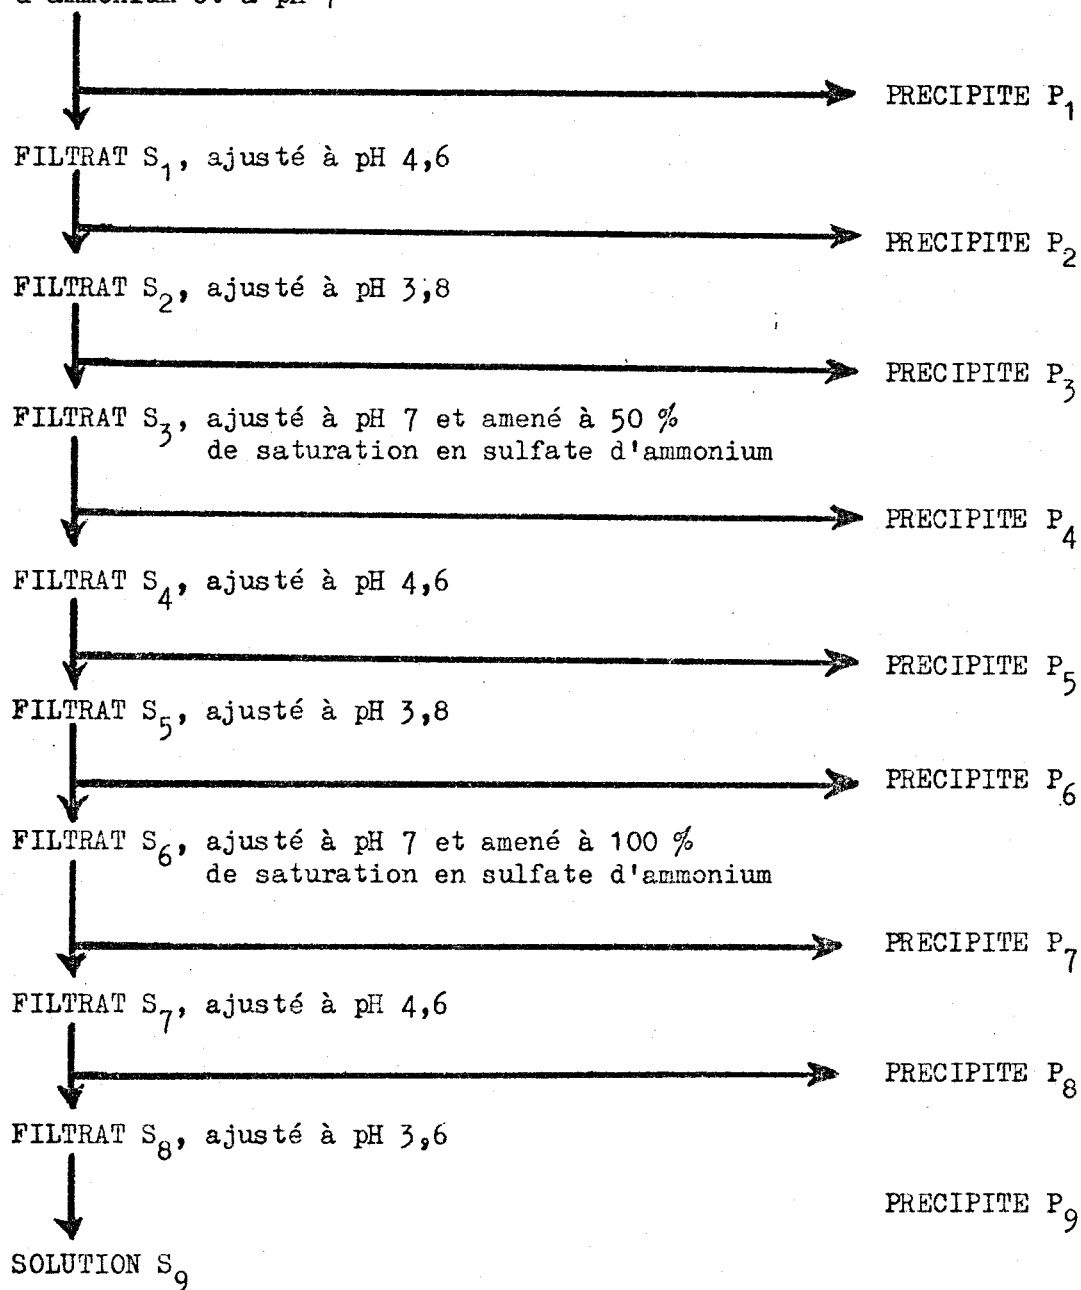 PRECIPITE P1
FILTRAT S1, ajusté à pH 4,6
PRECIPITE P2
FILTRAT S2, ajusté à pH 3,8
PRECIPITE P3
FILTRAT S3, ajusté à pH 7 et amené à 50 %
de saturation en sulfate d'ammonium
PRECIPITE P4
FILTRAT S4, ajusté à pH 4,6
PRECIPITE P5
FILTRAT S5, ajusté à pH 3,8
PRECIPITE P6
FILTRAT S6, ajusté à pH 7 et amené à 100 %
de saturation en sulfate d'ammonium
PRECIPITE P7
FILTRAT S7, ajusté à pH 4,6
PRECIPITE P8
FILTRAT S8, ajusté à pH 3,6
PRECIPITE P9
SOLUTION S9